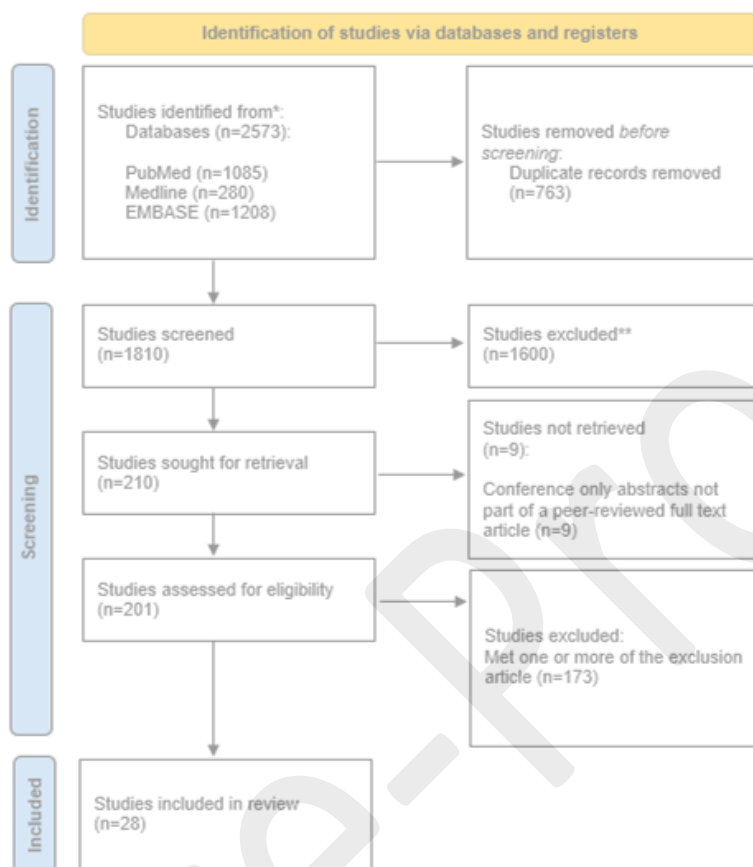 Identification of studies via databases and registers
Identification
Studies identified from*:
Databases (n=2573):
PubMed (n=1085)
Medline (n=280)
EMBASE (n=1208)
Studies removed before
screening:
Duplicate records removed
(n=763)
Screening
Studies screened
(n=1810)
Studies excluded**
(n=1600)
Studies sought for retrieval
(n=210)
Studies not retrieved
(n=9):
Conference only abstracts not
part of a peer-reviewed full text
article (n=9)
Studies assessed for eligibility
(n=201)
Studies excluded:
Met one or more of the exclusion
article (n=173)
Included
Studies included in review
(n=28)